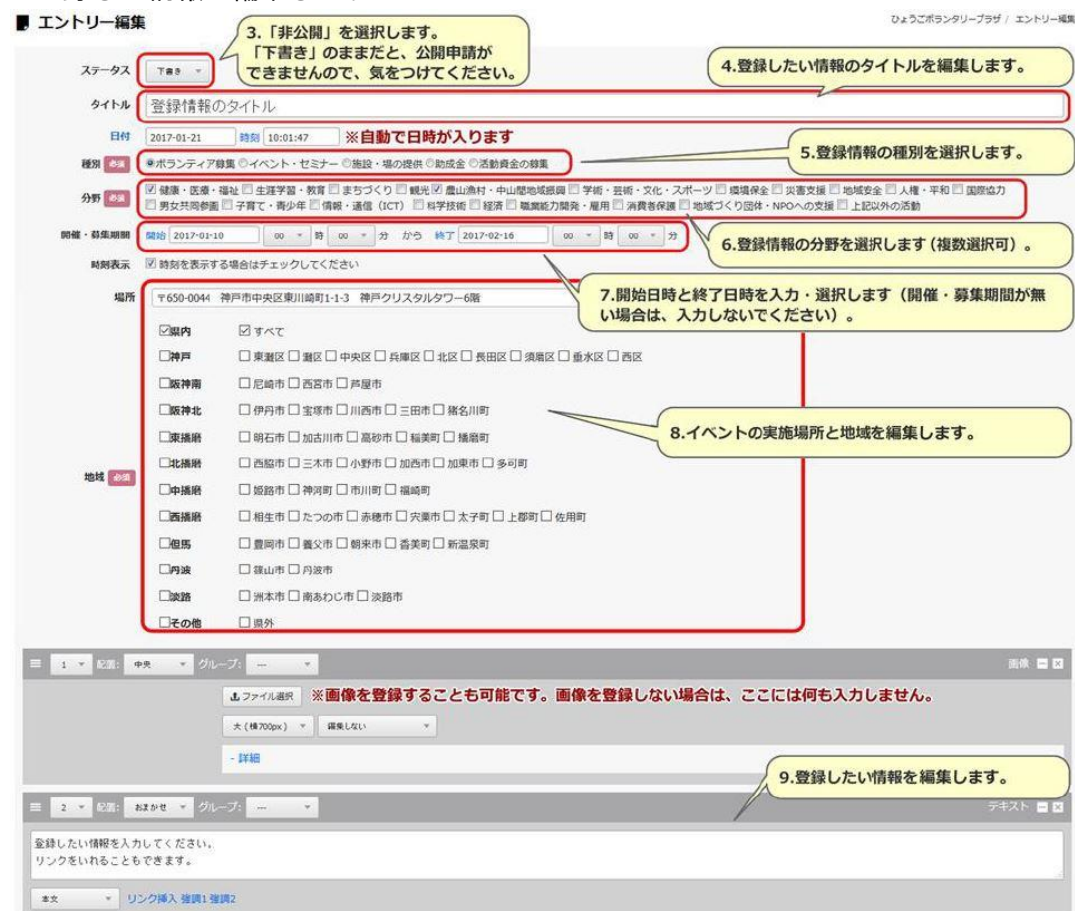 エントリー編集
ひょうごボランタリープラザ / エントリー編集
3.「非公開」を選択します。
「下書き」のままだと、公開申請が
できませんので、気をつけてください。
ステータス 下書き
4.登録したい情報のタイトルを編集します。
タイトル 登録情報のタイトル
日付 2017-01-21 時刻 10:01:47 ※自動で日時が入ります
5.登録情報の種別を選択します。
種別 必須 ボランティア募集 イベント・セミナー 施設・場の提供 助成金 活動資金の募集
分野 必須 健康・医療・福祉 生涯学習・教育 まちづくり 観光 農山漁村・中山間地域振興 学術・芸術・文化・スポーツ 環境保全 災害支援 地域安全 人権・平和 国際協力
男女共同参画 子育て・青少年 情報・通信（ICT） 科学技術 経済 職業能力開発・雇用 消費者保護 地域づくり団体・NPOへの支援 上記以外の活動
開催・募集期間 開始 2017-01-10 00 時 00 分 から 終了 2017-02-16 00 時 00 分
6.登録情報の分野を選択します（複数選択可）。
時刻表示 時刻を表示する場合はチェックしてください
7.開始日時と終了日時を入力・選択します（開催・募集期間が無
い場合は、入力しないでください）。
場所 〒650-0044 神戸市中央区東川崎町1-1-3 神戸クリスタルタワー6階
県内 すべて
神戸 東灘区 灘区 中央区 兵庫区 北区 長田区 須磨区 垂水区 西区
阪神南 尼崎市 西宮市 芦屋市
阪神北 伊丹市 宝塚市 川西市 三田市 猪名川町
8.イベントの実施場所と地域を編集します。
東播磨 明石市 加古川市 高砂市 稲美町 播磨町
北播磨 西脇市 三木市 小野市 加西市 加東市 多可町
地域 必須
中播磨 姫路市 神河町 市川町 福崎町
西播磨 相生市 たつの市 赤穂市 宍粟市 太子町 上郡町 佐用町
但馬 豊岡市 養父市 朝来市 香美町 新温泉町
丹波 篠山市 丹波市
淡路 洲本市 南あわじ市 淡路市
その他 県外
1 配置: 中央 グループ: --- 画像
ファイル選択 ※画像を登録することも可能です。画像を登録しない場合は、ここには何も入力しません。
大（横700px） 編集しない
- 詳細
9.登録したい情報を編集します。
2 配置: おまかせ グループ: --- テキスト
登録したい情報を入力してください。
リンクをいれることもできます。
本文 リンク挿入 強調1 強調2